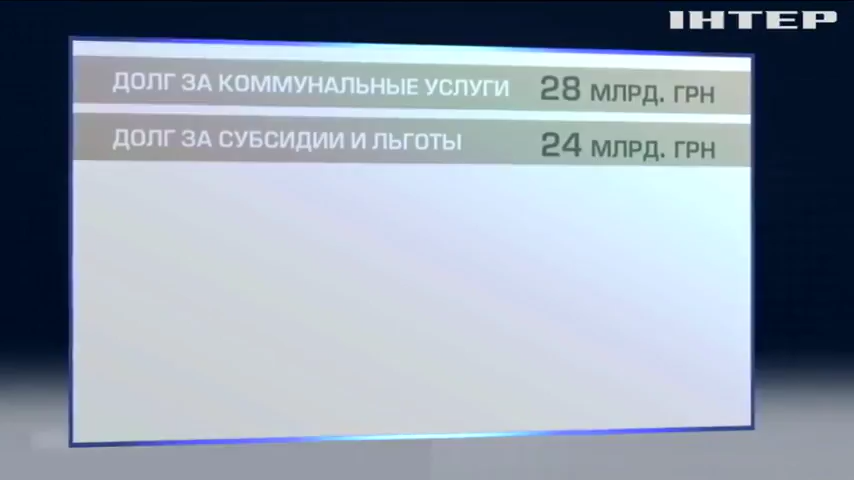 ІНТЕР
ДОЛГ ЗА КОММУНАЛЬНЫЕ УСЛУГИ 28 МЛРД. ГРН
ДОЛГ ЗА СУБСИДИИ И ЛЬГОТЫ 24 МЛРД. ГРН